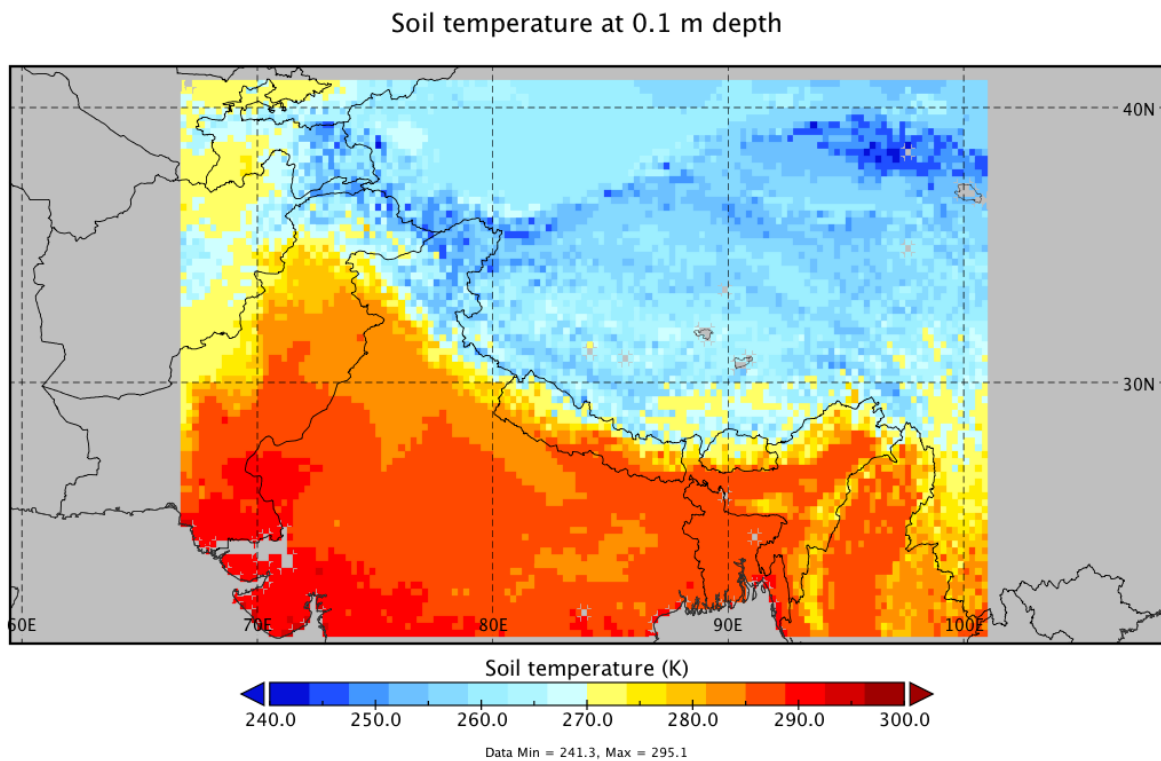 Soil temperature at 0.1 m depth
40N
30N
60E 70E 80E 90E 100E
Soil temperature (K)
240.0 250.0 260.0 270.0 280.0 290.0 300.0
Data Min = 241.3, Max = 295.1